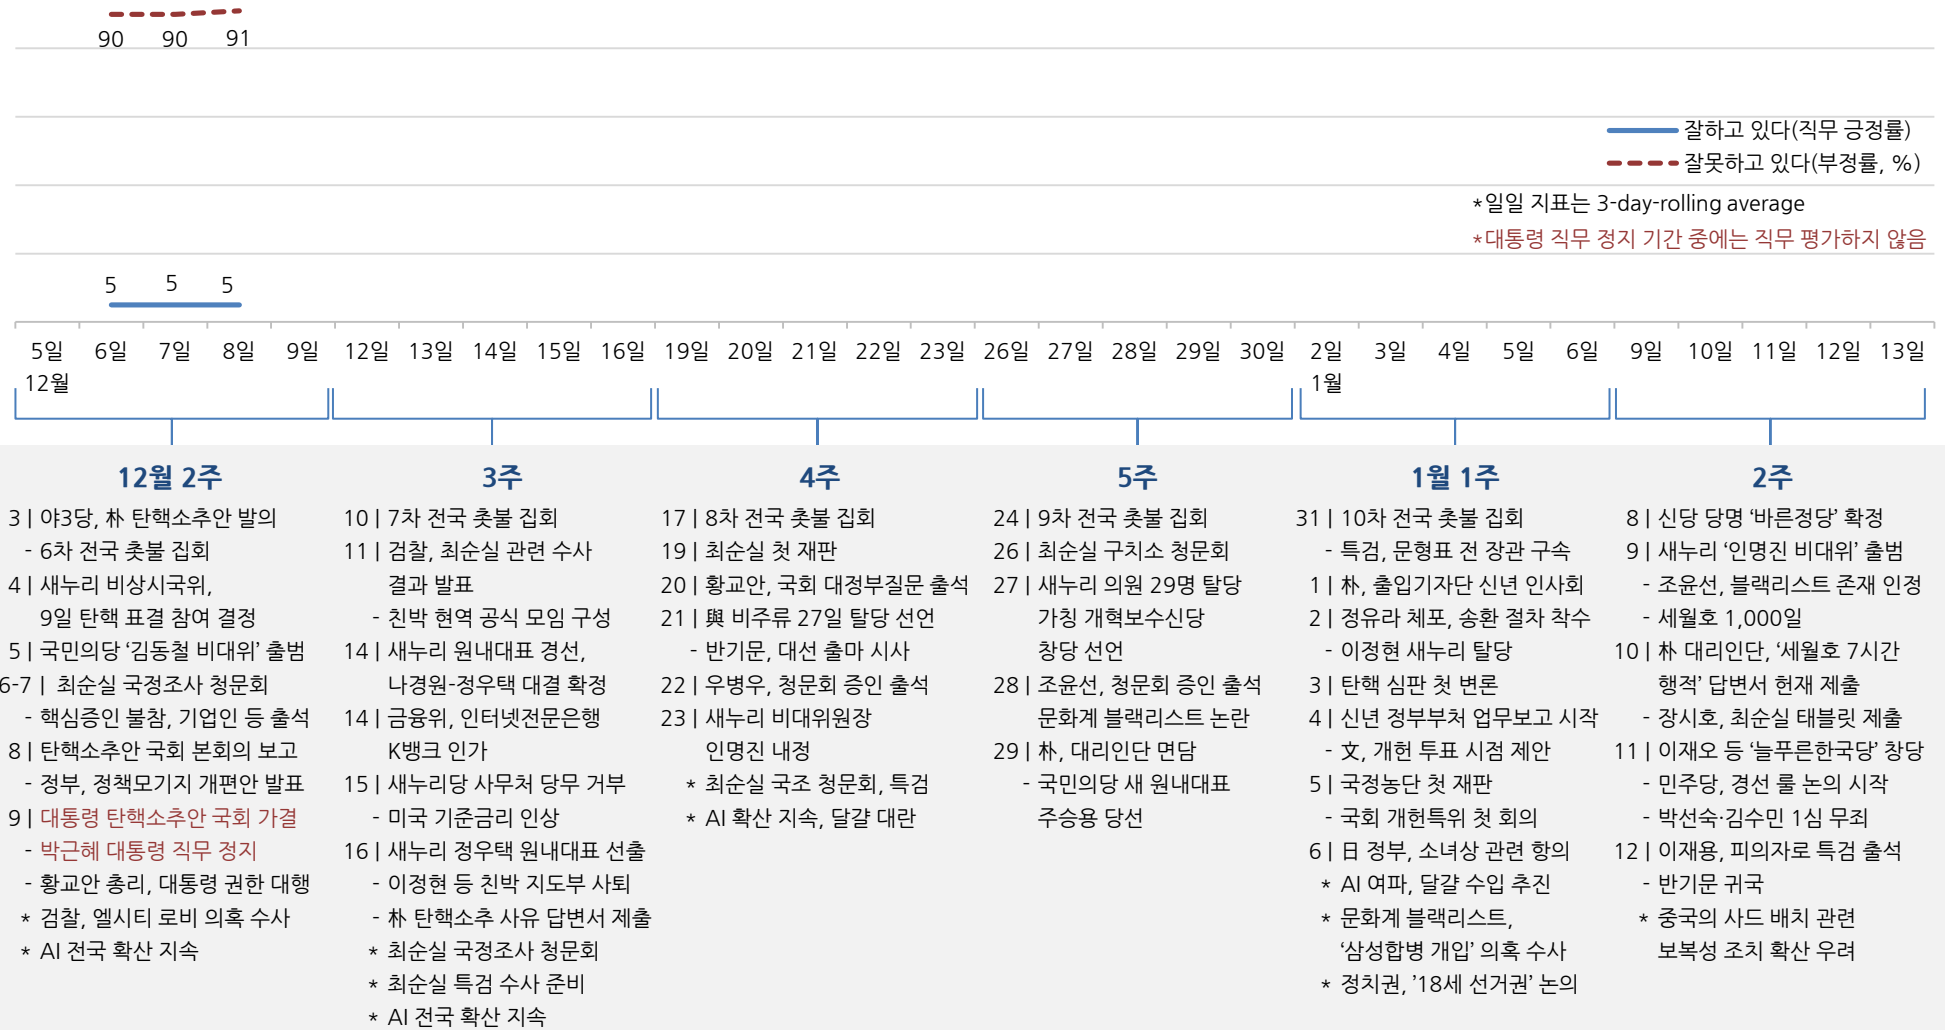 90 90 91
잘하고 있다(직무 긍정률)
잘못하고 있다(부정률, %)
*일일 지표는 3-day-rolling average
*대통령 직무 정지 기간 중에는 직무 평가하지 않음
5 5 5
5일 6일 7일 8일 9일 12일 13일 14일 15일 16일 19일 20일 21일 22일 23일 26일 27일 28일 29일 30일 2일 3일 4일 5일 6일 9일 10일 11일 12일 13일
12월 1월
12월 2주
3 | 야3당, 朴 탄핵소추안 발의
- 6차 전국 촛불 집회
4 | 새누리 비상시국위,
9일 탄핵 표결 참여 결정
5 | 국민의당 ‘김동철 비대위’ 출범
6-7 | 최순실 국정조사 청문회
- 핵심증인 불참, 기업인 등 출석
8 | 탄핵소추안 국회 본회의 보고
- 정부, 정책모기지 개편안 발표
9 | 대통령 탄핵소추안 국회 가결
- 박근혜 대통령 직무 정지
- 황교안 총리, 대통령 권한 대행
* 검찰, 엘시티 로비 의혹 수사
* AI 전국 확산 지속
3주
10 | 7차 전국 촛불 집회
11 | 검찰, 최순실 관련 수사
결과 발표
- 친박 현역 공식 모임 구성
14 | 새누리 원내대표 경선,
나경원-정우택 대결 확정
14 | 금융위, 인터넷전문은행
K뱅크 인가
15 | 새누리당 사무처 당무 거부
- 미국 기준금리 인상
16 | 새누리 정우택 원내대표 선출
- 이정현 등 친박 지도부 사퇴
- 朴 탄핵소추 사유 답변서 제출
* 최순실 국정조사 청문회
* 최순실 특검 수사 준비
* AI 전국 확산 지속
4주
17 | 8차 전국 촛불 집회
19 | 최순실 첫 재판
20 | 황교안, 국회 대정부질문 출석
21 | 與 비주류 27일 탈당 선언
- 반기문, 대선 출마 시사
22 | 우병우, 청문회 증인 출석
23 | 새누리 비대위원장
인명진 내정
* 최순실 국조 청문회, 특검
* AI 확산 지속, 달걀 대란
5주
24 | 9차 전국 촛불 집회
26 | 최순실 구치소 청문회
27 | 새누리 의원 29명 탈당
가칭 개혁보수신당
창당 선언
28 | 조윤선, 청문회 증인 출석
문화계 블랙리스트 논란
29 | 朴, 대리인단 면담
- 국민의당 새 원내대표
주승용 당선
1월 1주
31 | 10차 전국 촛불 집회
- 특검, 문형표 전 장관 구속
1 | 朴, 출입기자단 신년 인사회
2 | 정유라 체포, 송환 절차 착수
- 이정현 새누리 탈당
3 | 탄핵 심판 첫 변론
4 | 신년 정부부처 업무보고 시작
- 文, 개헌 투표 시점 제안
5 | 국정농단 첫 재판
- 국회 개헌특위 첫 회의
6 | 日 정부, 소녀상 관련 항의
* AI 여파, 달걀 수입 추진
* 문화계 블랙리스트,
‘삼성합병 개입’ 의혹 수사
* 정치권, ’18세 선거권’ 논의
2주
8 | 신당 당명 ‘바른정당’ 확정
9 | 새누리 ‘인명진 비대위’ 출범
- 조윤선, 블랙리스트 존재 인정
- 세월호 1,000일
10 | 朴 대리인단, ‘세월호 7시간
행적’ 답변서 헌재 제출
- 장시호, 최순실 태블릿 제출
11 | 이재오 등 ‘늘푸른한국당’ 창당
- 민주당, 경선 룰 논의 시작
- 박선숙·김수민 1심 무죄
12 | 이재용, 피의자로 특검 출석
- 반기문 귀국
* 중국의 사드 배치 관련
보복성 조치 확산 우려